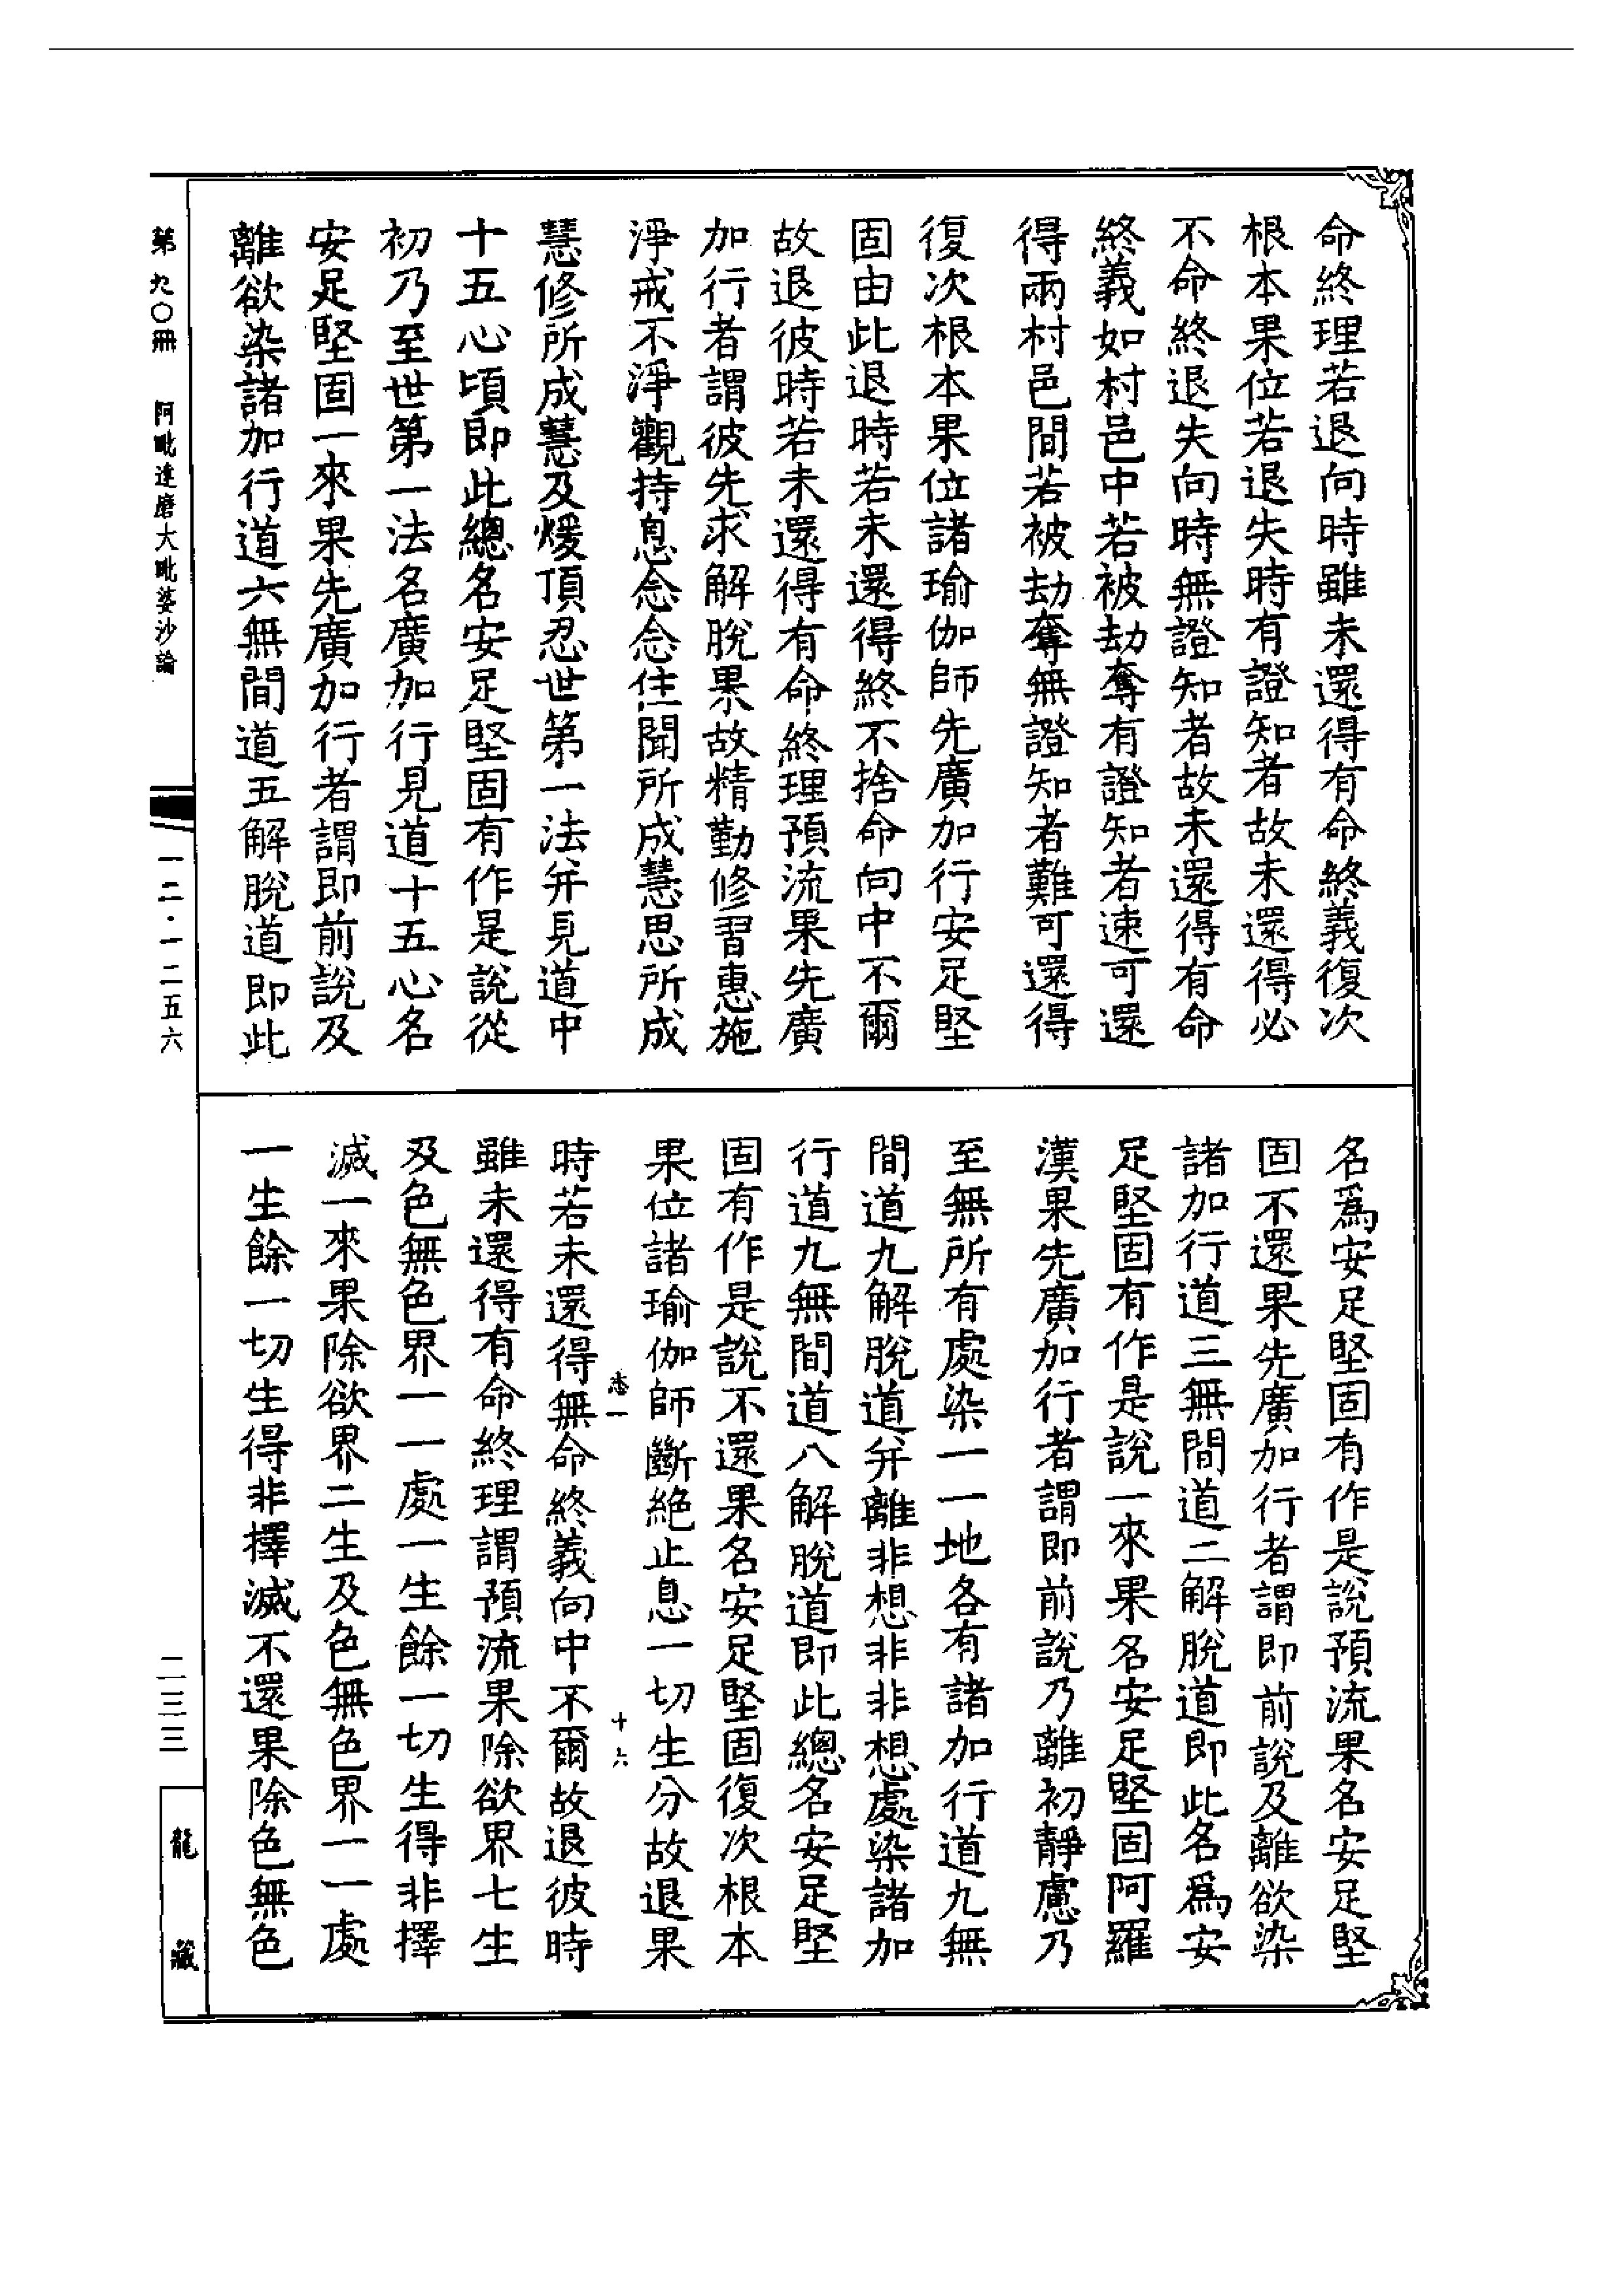 命終理若退向時雖未還得有命終義復次
根本果位若退失時有證知者故未還得必
不命終退失向時無證知者故未還得有命
終義如村邑中若被劫奪有證知者速可還
得兩村邑間若被劫奪無證知者難可還得
復次根本果位諸瑜伽師先廣加行安足堅
固由此退時若未還得終不捨命向中不爾
故退彼時若未還得有命終理預流果先廣
加行者謂彼先求解脫果故精勤修習惠施
淨戒不淨觀持息念念住聞所成慧思所成
慧修所成慧及煖頂忍世第一法并見道中
十五心頃即此總名安足堅固有作是說從
初乃至世第一法名廣加行見道十五心名
安足堅固一來果先廣加行者謂即前說及
離欲染諸加行道六無間道五解脫道即此
名為安足堅固有作是說預流果名安足堅
固不還果先廣加行者謂即前說及離欲染
諸加行道三無間道二解脫道即此名為安
足堅固有作是說一來果名安足堅固阿羅
漢果先廣加行者謂即前說乃離初靜慮乃
至無所有處染一一地各有諸加行道九無
間道九解脫道并離非想非非想處染諸加
行道九無間道八解脫道即此總名安足堅
固有作是說不還果名安足堅固復次根本
果位諸瑜伽師斷絕止息一切生分故退果
悉一 十六
時若未還得無命終義向中不爾故退彼時
雖未還得有命終理謂預流果除欲界七生
及色無色界一一處一生餘一切生得非擇
滅一來果除欲界二生及色無色界一一處
一生餘一切生得非擇滅不還果除色無色
第九〇冊 阿毗達磨大毗婆沙論
一二·一二五六
二三三
龍藏